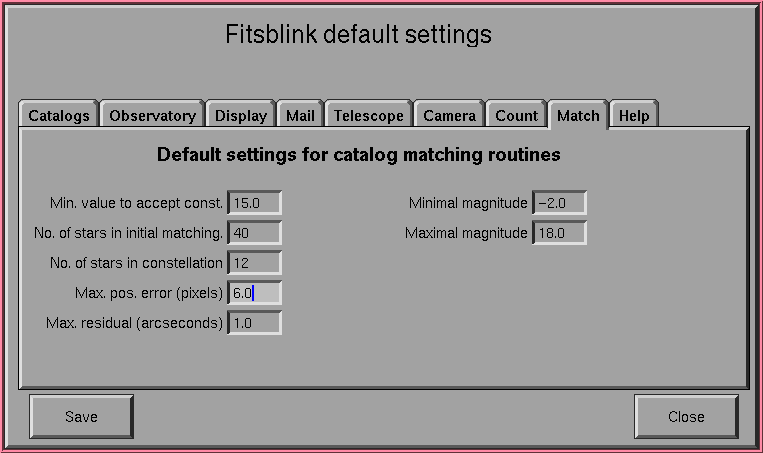 Fitsblink default settings
Catalogs Observatory Display Mail Telescope Camera Count Match Help
Default settings for catalog matching routines
Min. value to accept const. 15.0 Minimal magnitude −2.0
No. of stars in initial matching. 40 Maximal magnitude 18.0
No. of stars in constellation 12
Max. pos. error (pixels) 6.0
Max. residual (arcseconds) 1.0
Save Close